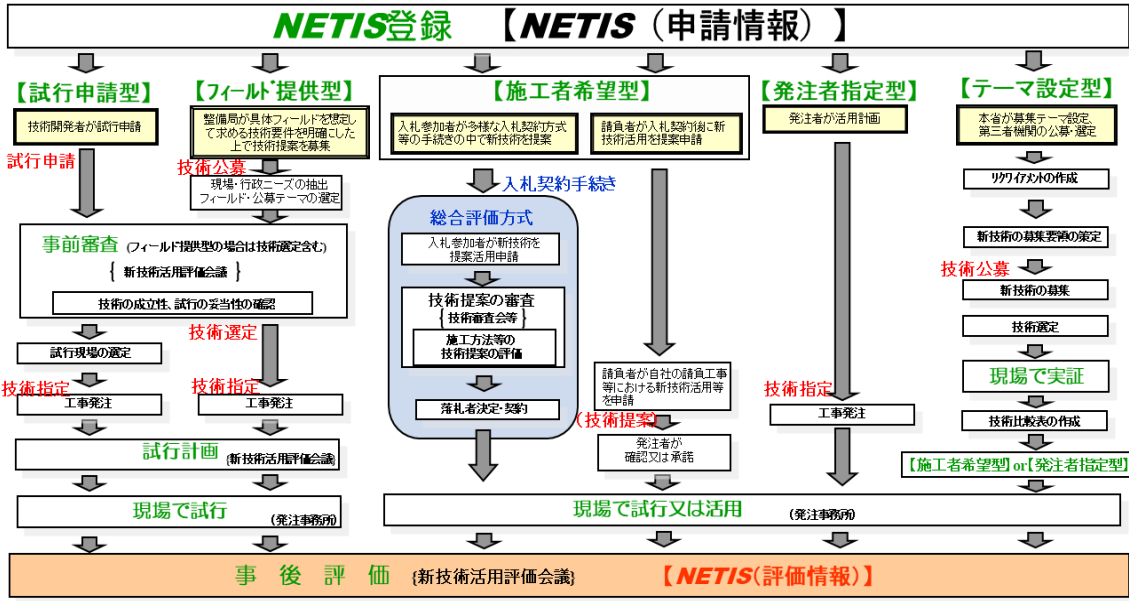 NETIS登録 【NETIS（申請情報）】
【試行申請型】
技術開発者が試行申請
試行申請
【フィールド提供型】
整備局が具体フィールドを想定し
て求める技術要件を明確にした
上で技術提案を募集
技術公募
現場・行政ニーズの抽出
フィールド・公募テーマの選定
事前審査 (フィールド提供型の場合は技術選定含む)
{ 新技術活用評価会議 }
技術の成立性、試行の妥当性の確認
試行現場の選定
技術選定
技術指定
工事発注
技術指定
工事発注
試行計画 {新技術活用評価会議}
現場で試行 (発注事務所)
【施工者希望型】
入札参加者が多様な入札契約方式
等の手続きの中で新技術を提案
請負者が入札契約後に新
技術活用を提案申請
入札契約手続き
総合評価方式
入札参加者が新技術を
提案活用申請
技術提案の審査
{技術審査会等}
施工方法等の
技術提案の評価
落札者決定・契約
請負者が自社の請負工事
等における新技術活用等
を申請
(技術提案)
発注者が
確認又は承諾
【発注者指定型】
発注者が活用計画
技術指定
工事発注
【テーマ設定型】
本省が募集テーマ設定、
第三者機関の公募・選定
リクワイアメントの作成
新技術の募集要領の策定
技術公募
新技術の募集
技術選定
現場で実証
技術比較表の作成
【施工者希望型】or【発注者指定型】
現場で試行又は活用 (発注事務所)
事後評価 {新技術活用評価会議} 【NETIS(評価情報)】